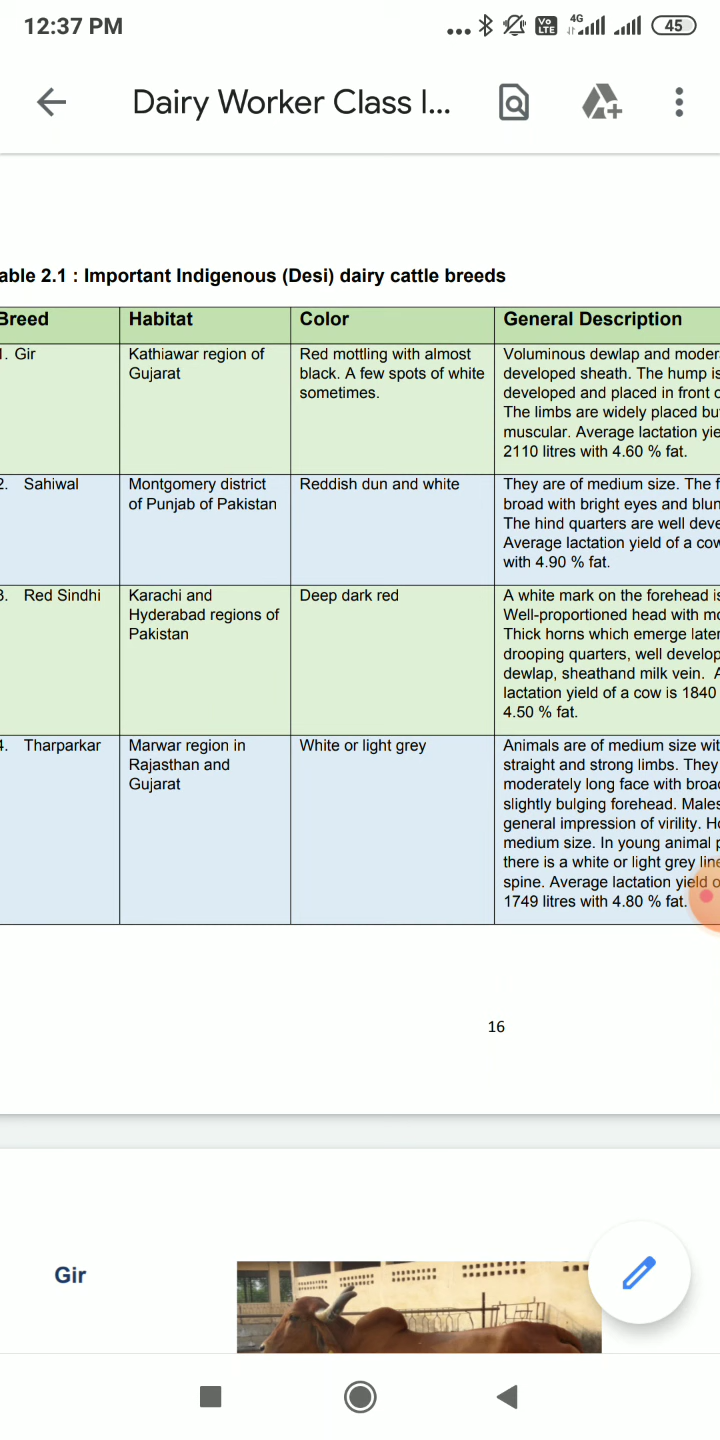 12:37 PM
... Vo LTE 4G 45
Dairy Worker Class I...
able 2.1 : Important Indigenous (Desi) dairy cattle breeds
Breed Habitat Color General Description
1. Gir
Kathiawar region of
Gujarat
Red mottling with almost
black. A few spots of white
sometimes.
Voluminous dewlap and moder
developed sheath. The hump is
developed and placed in front o
The limbs are widely placed bu
muscular. Average lactation yie
2110 litres with 4.60 % fat.
2. Sahiwal
Montgomery district
of Punjab of Pakistan
Reddish dun and white
They are of medium size. The f
broad with bright eyes and blun
The hind quarters are well deve
Average lactation yield of a cow
with 4.90 % fat.
3. Red Sindhi
Karachi and
Hyderabad regions of
Pakistan
Deep dark red
A white mark on the forehead is
Well-proportioned head with mo
Thick horns which emerge later
drooping quarters, well develop
dewlap, sheathand milk vein. A
lactation yield of a cow is 1840
4.50 % fat.
4. Tharparkar
Marwar region in
Rajasthan and
Gujarat
White or light grey
Animals are of medium size wit
straight and strong limbs. They
moderately long face with broad
slightly bulging forehead. Males
general impression of virility. Ho
medium size. In young animal p
there is a white or light grey line
spine. Average lactation yield o
1749 litres with 4.80 % fat.
16
Gir